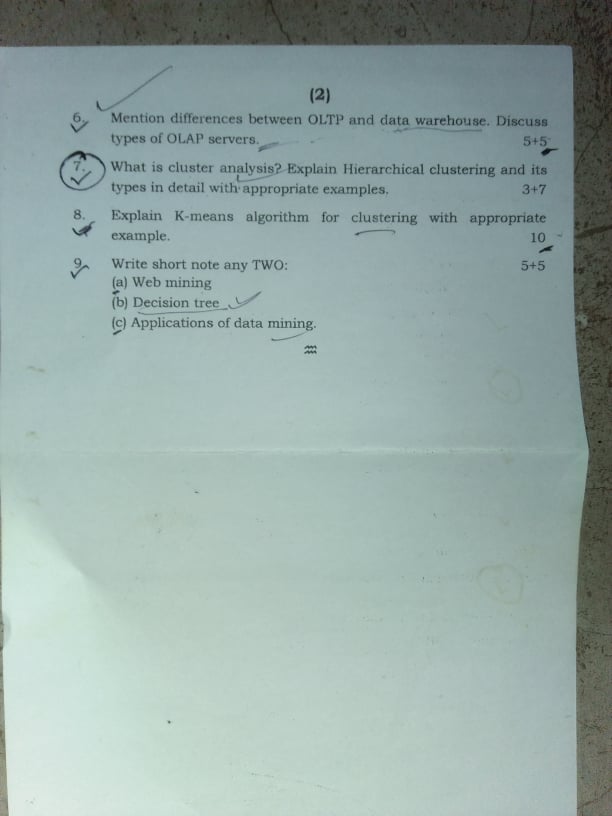 (2)
6. Mention differences between OLTP and data warehouse. Discuss
types of OLAP servers. 5+5
7. What is cluster analysis? Explain Hierarchical clustering and its
types in detail with appropriate examples. 3+7
8. Explain K-means algorithm for clustering with appropriate
example. 10
9. Write short note any TWO: 5+5
(a) Web mining
(b) Decision tree
(c) Applications of data mining.